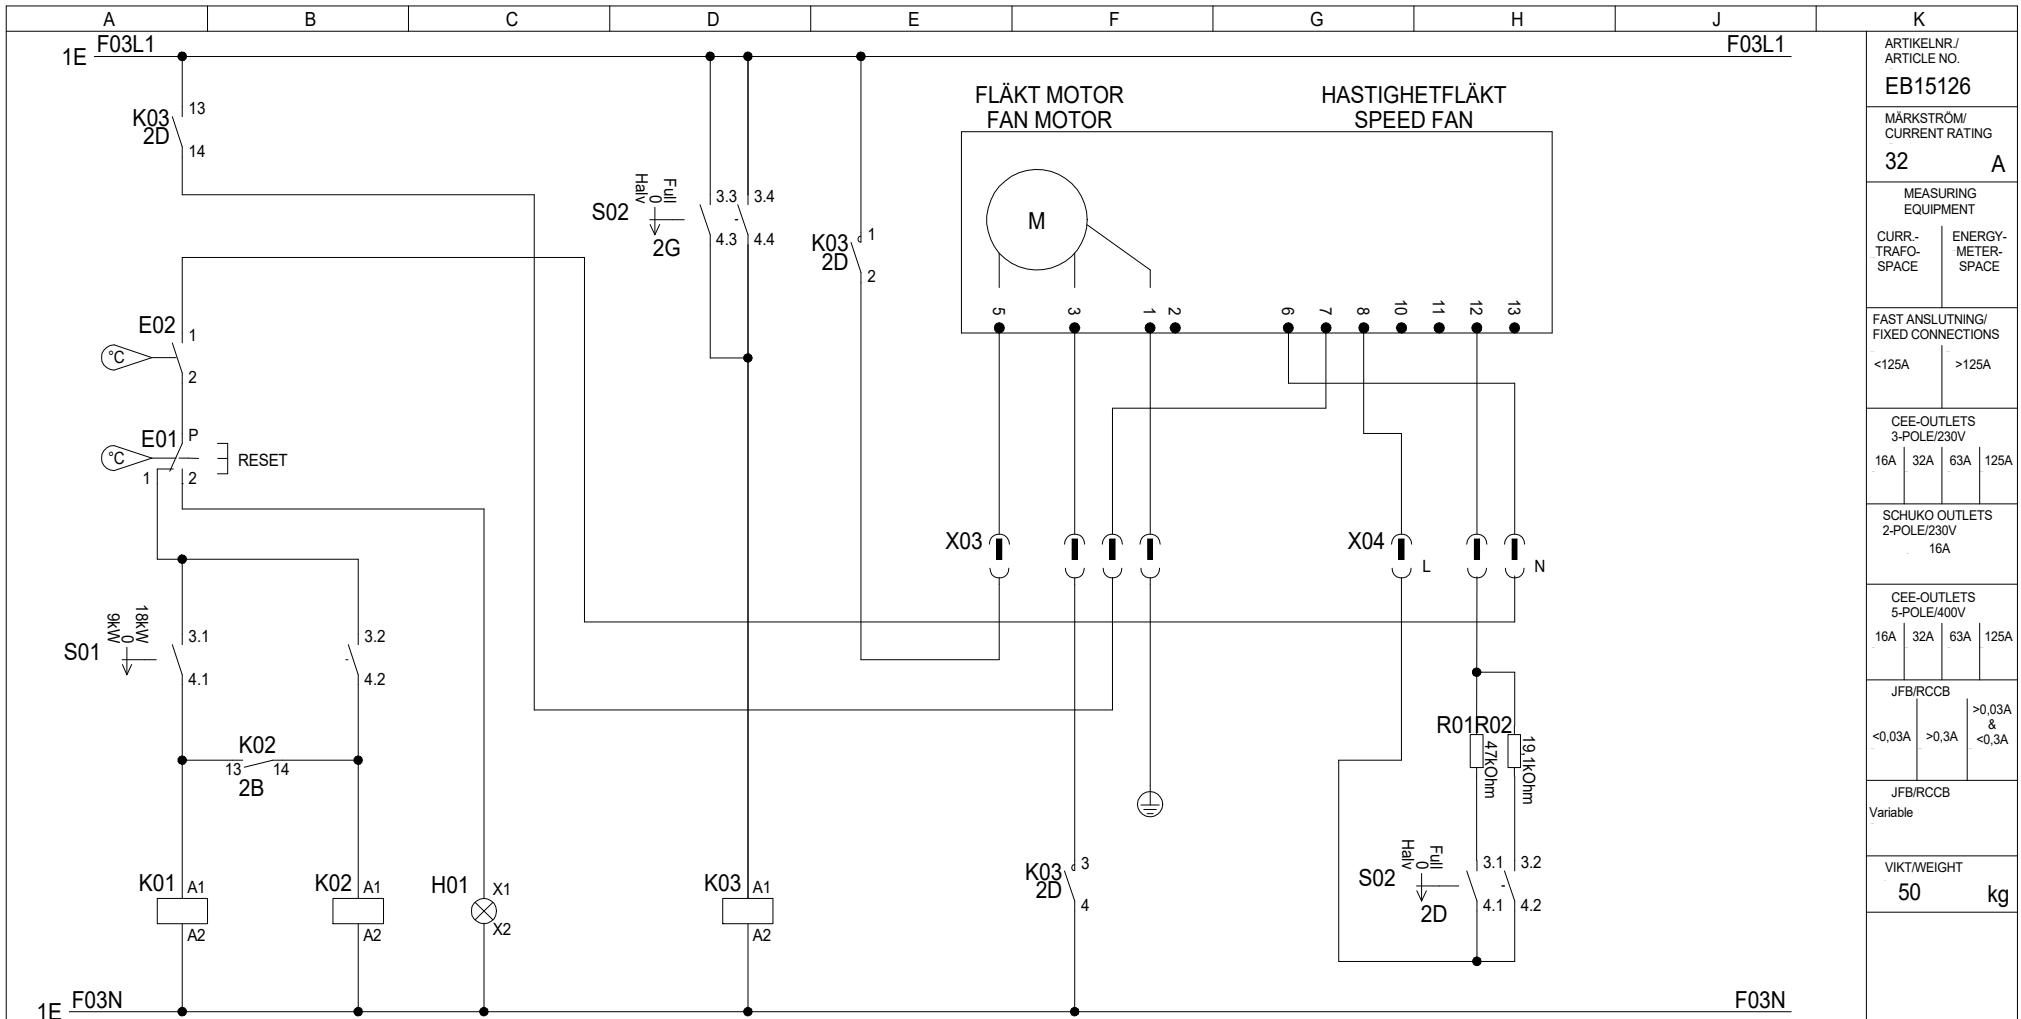 A B C D E F G H J K
1E F03L1 F03L1
K03 13
2D
14
E02 1
°C
2
E01 P
°C RESET
1 2
18kW
0
9kW
S01
3.1 3.2
4.1 4.2
K02
13 14
2B
K01 A1 K02 A1 H01 X1 K03 A1
A2 A2 X2 A2
1E F03N F03N
Full
0
Halv
S02
2G
3.3 3.4
4.3 4.4
K03 1
2D
2
FLÄKT MOTOR
FAN MOTOR
HASTIGHETFLÄKT
SPEED FAN
M
5 3 1 2 6 7 8 10 11 12 13
X03 X04 L N
R01 R02
47kOhm
19,1kOhm
K03 3
2D
4
Full
0
Halv
S02
2D
3.1 3.2
4.1 4.2
ARTIKELNR./
ARTICLE NO.
EB15126
MÄRKSTRÖM/
CURRENT RATING
32 A
MEASURING
EQUIPMENT
CURR.-
TRAFO-
SPACE
ENERGY-
METER-
SPACE
FAST ANSLUTNING/
FIXED CONNECTIONS
<125A >125A
CEE-OUTLETS
3-POLE/230V
16A 32A 63A 125A
SCHUKO OUTLETS
2-POLE/230V
16A
CEE-OUTLETS
5-POLE/400V
16A 32A 63A 125A
JFB/RCCB
<0,03A >0,3A
>0,03A
&
<0,3A
JFB/RCCB
Variable
VIKT/WEIGHT
50 kg